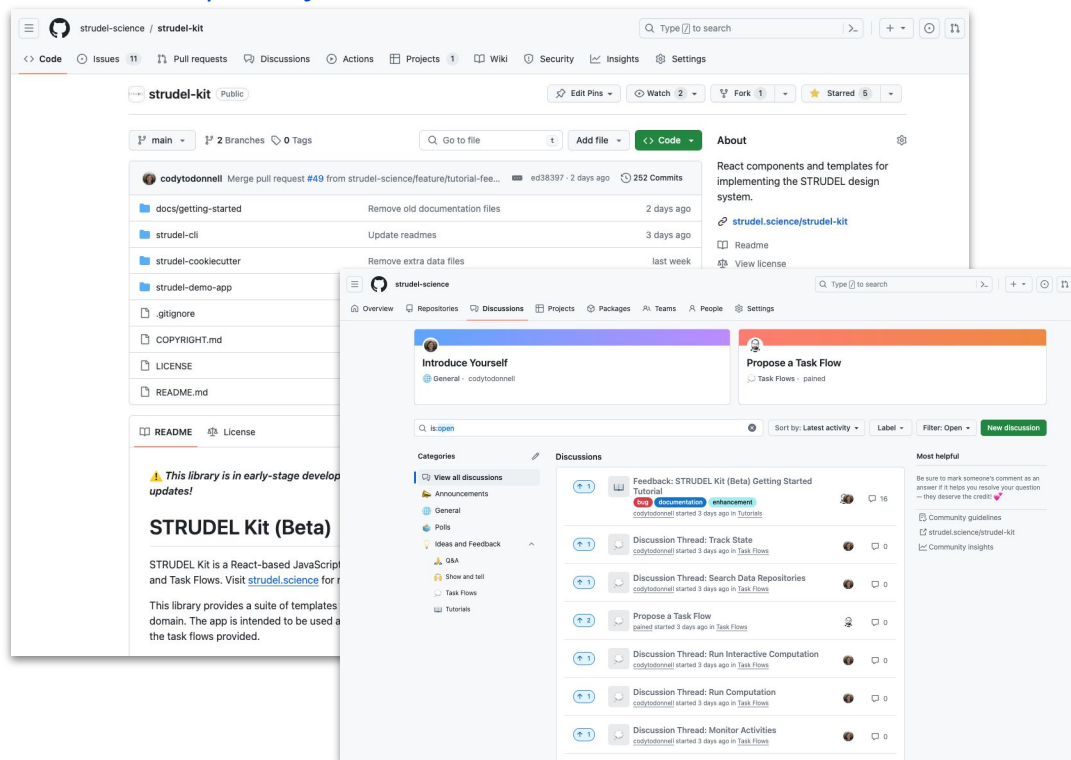 strudel-science / strudel-kit
Type / to search
Code
Issues 11
Pull requests
Discussions
Actions
Projects 1
Wiki
Security
Insights
Settings
strudel-kit Public
Edit Pins
Watch 2
Fork 1
Starred 5
main
2 Branches
0 Tags
Go to file t
Add file
Code
codytodonnell Merge pull request #49 from strudel-science/feature/tutorial-fee... ed38397 · 2 days ago 252 Commits
docs/getting-started Remove old documentation files 2 days ago
strudel-cli Update readmes 3 days ago
strudel-cookiecutter Remove extra data files last week
strudel-demo-app
.gitignore
COPYRIGHT.md
LICENSE
README.md
About
React components and templates for
implementing the STRUDEL design
system.
strudel.science/strudel-kit
Readme
View license
README License
This library is in early-stage develop
updates!
STRUDEL Kit (Beta)
STRUDEL Kit is a React-based JavaScript
and Task Flows. Visit strudel.science for
This library provides a suite of templates
domain. The app is intended to be used a
the task flows provided.
strudel-science
Type / to search
Overview
Repositories
Discussions
Projects
Packages
Teams
People
Settings
Introduce Yourself
General · codytodonnell
Propose a Task Flow
Task Flows · pained
is:open
Sort by: Latest activity
Label
Filter: Open
New discussion
Categories
View all discussions
Announcements
General
Polls
Ideas and Feedback
Q&A
Show and tell
Task Flows
Tutorials
Discussions
1 Feedback: STRUDEL Kit (Beta) Getting Started
Tutorial
bug documentation enhancement
codytodonnell started 3 days ago in Tutorials 16
1 Discussion Thread: Track State
codytodonnell started 3 days ago in Task Flows 0
1 Discussion Thread: Search Data Repositories
codytodonnell started 3 days ago in Task Flows 0
2 Propose a Task Flow
pained started 3 days ago in Task Flows 0
1 Discussion Thread: Run Interactive Computation
codytodonnell started 3 days ago in Task Flows 0
1 Discussion Thread: Run Computation
codytodonnell started 3 days ago in Task Flows 0
1 Discussion Thread: Monitor Activities
codytodonnell started 3 days ago in Task Flows 0
Most helpful
Be sure to mark someone's comment as an
answer if it helps you resolve your question
— they deserve the credit!
Community guidelines
strudel.science/strudel-kit
Community insights